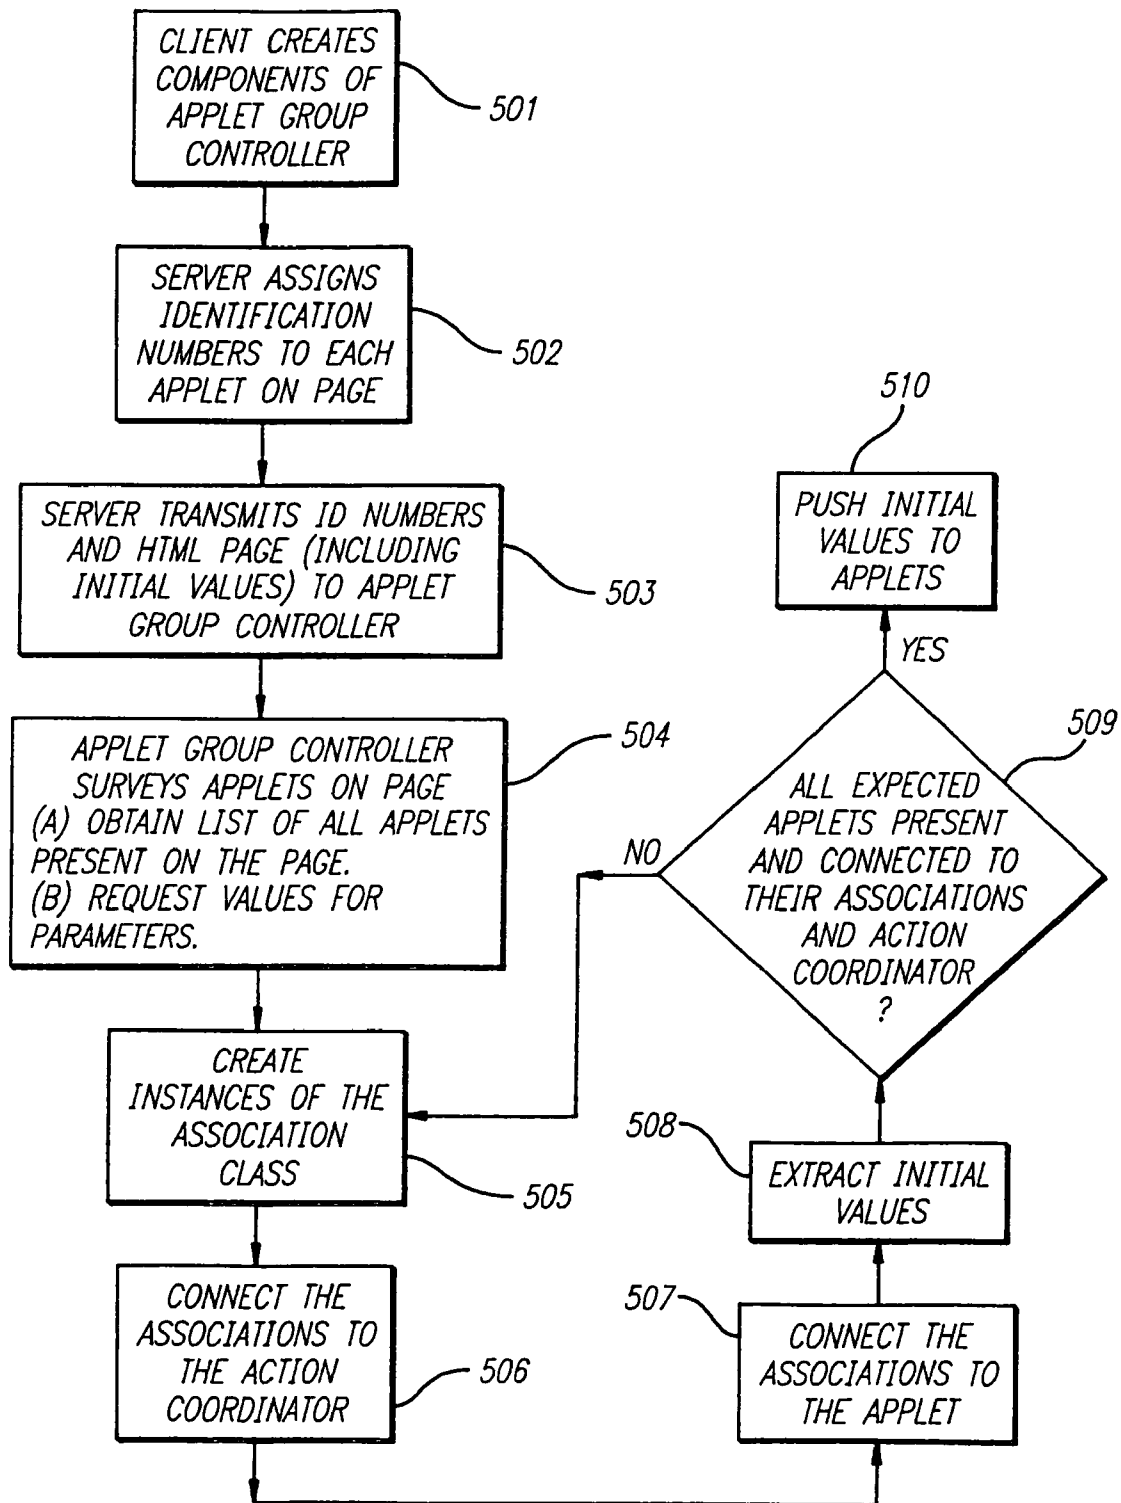 CLIENT CREATES
COMPONENTS OF
APPLET GROUP
CONTROLLER
501
SERVER ASSIGNS
IDENTIFICATION
NUMBERS TO EACH
APPLET ON PAGE
502
SERVER TRANSMITS ID NUMBERS
AND HTML PAGE (INCLUDING
INITIAL VALUES) TO APPLET
GROUP CONTROLLER
503
APPLET GROUP CONTROLLER
SURVEYS APPLETS ON PAGE
(A) OBTAIN LIST OF ALL APPLETS
PRESENT ON THE PAGE.
(B) REQUEST VALUES FOR
PARAMETERS.
504
CREATE
INSTANCES OF THE
ASSOCIATION
CLASS
505
CONNECT THE
ASSOCIATIONS TO
THE ACTION
COORDINATOR
506
507
CONNECT THE
ASSOCIATIONS TO
THE APPLET
508
EXTRACT INITIAL
VALUES
509
ALL EXPECTED
APPLETS PRESENT
AND CONNECTED TO
THEIR ASSOCIATIONS
AND ACTION
COORDINATOR
?
NO
YES
510
PUSH INITIAL
VALUES TO
APPLETS